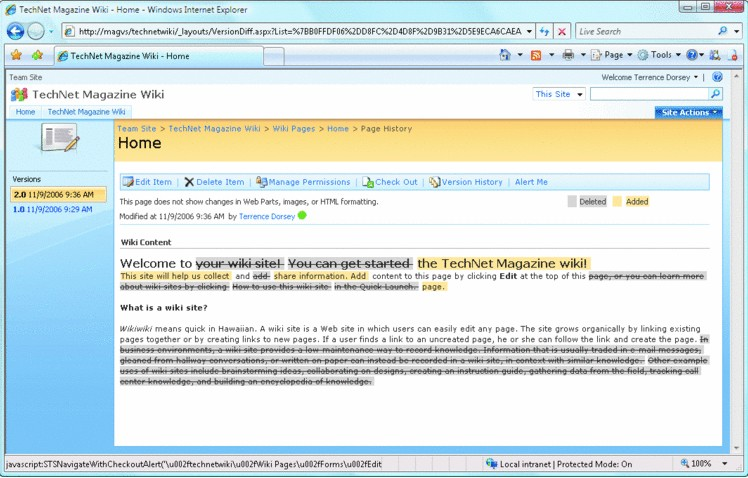 TechNet Magazine Wiki - Home - Windows Internet Explorer
http://magvs/technetwiki/_layouts/VersionDiff.aspx?List=%7BB0FFDF06%2DD8FC%2D4D8F%2D9B31%2D5E9ECA6CAEA
Live Search
TechNet Magazine Wiki - Home
Page
Tools
Team Site
Welcome Terrence Dorsey
TechNet Magazine Wiki
This Site
Home
TechNet Magazine Wiki
Site Actions
Team Site > TechNet Magazine Wiki > Wiki Pages > Home > Page History
Home
Versions
2.0 11/9/2006 9:36 AM
1.0 11/9/2006 9:29 AM
Edit Item | Delete Item | Manage Permissions | Check Out | Version History | Alert Me
This page does not show changes in Web Parts, images, or HTML formatting.
Deleted Added
Modified at 11/9/2006 9:36 AM by Terrence Dorsey
Wiki Content
Welcome to your wiki site! You can get started the TechNet Magazine wiki!
This site will help us collect and add share information. Add content to this page by clicking Edit at the top of this page, or you can learn more
about wiki sites by clicking How to use this wiki site in the Quick Launch. page.
What is a wiki site?
Wikiwiki means quick in Hawaiian. A wiki site is a Web site in which users can easily edit any page. The site grows organically by linking existing
pages together or by creating links to new pages. If a user finds a link to an uncreated page, he or she can follow the link and create the page. In
business environments, a wiki site provides a low maintenance way to record knowledge. Information that is usually traded in e-mail messages,
gleaned from hallway conversations, or written on paper can instead be recorded in a wiki site, in context with similar knowledge. Other example
uses of wiki sites include brainstorming ideas, collaborating on designs, creating an instruction guide, gathering data from the field, tracking call
center knowledge, and building an encyclopedia of knowledge.
javascript:STSNavigateWithCheckoutAlert('\u002ftechnetwiki\u002fWiki Pages\u002fForms\u002fEdit
Local intranet | Protected Mode: On
100%